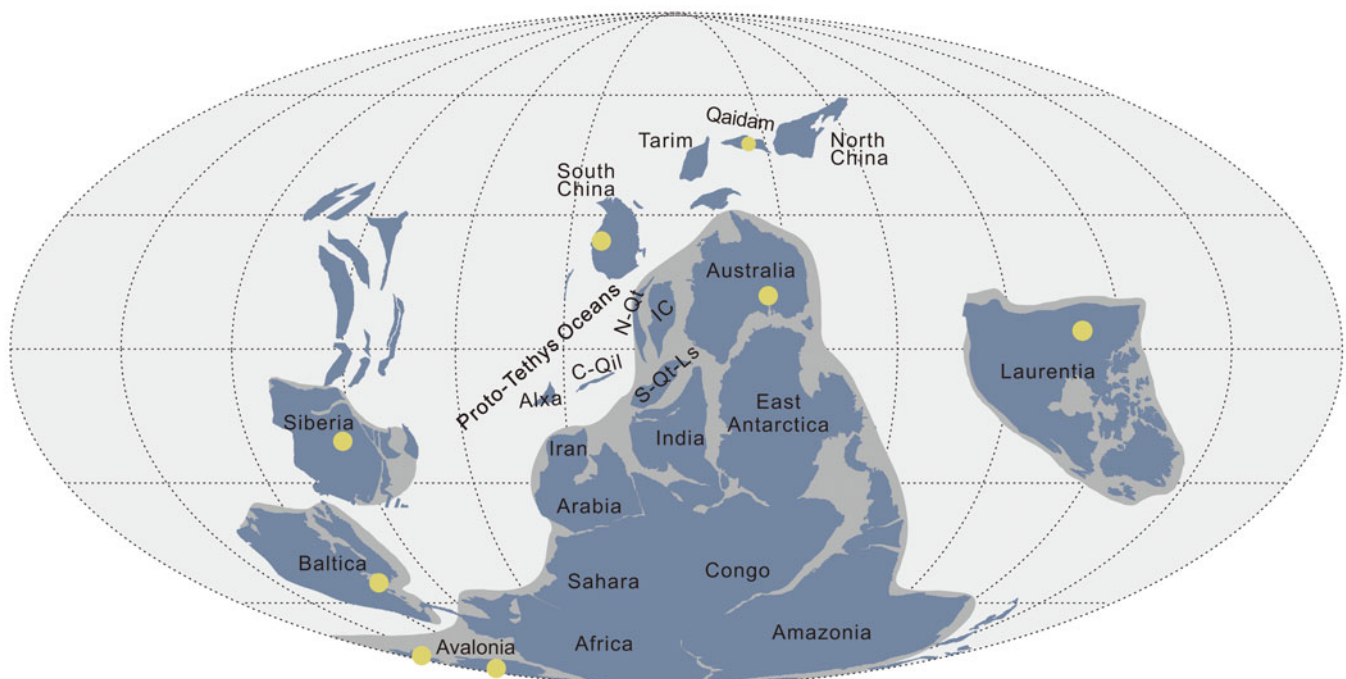 Qaidam
Tarim
North
China
South
China
Australia
N-Qt
IC
Proto-Tethys Oceans
C-Qil
S-Qt-Ls
Alxa
Laurentia
East
Antarctica
Siberia
India
Iran
Arabia
Baltica
Sahara
Congo
Avalonia
Africa
Amazonia